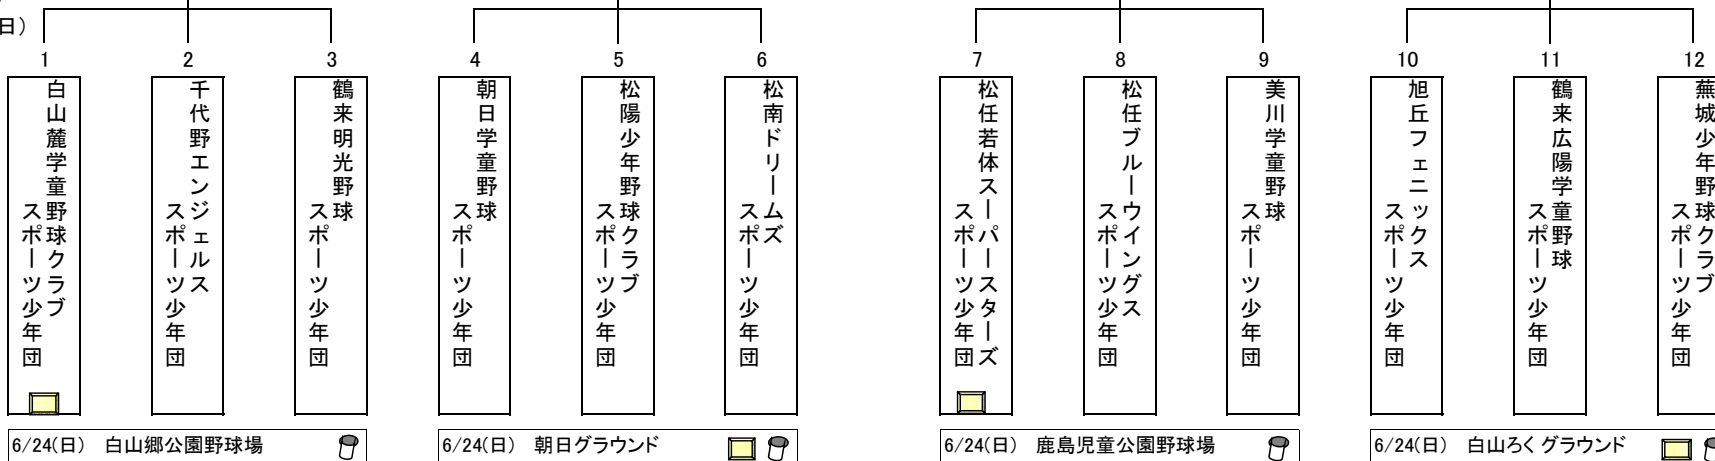 日）
1
白山麓学童野球クラブ
スポーツ少年団
2
千代野エンジェルス
スポーツ少年団
3
鶴来明光野球
スポーツ少年団
4
朝日学童野球
スポーツ少年団
5
松陽少年野球クラブ
スポーツ少年団
6
松南ドリームズ
スポーツ少年団
7
松任若体スーパースターズ
スポーツ少年団
8
松任ブルーウイングス
スポーツ少年団
9
美川学童野球
スポーツ少年団
10
旭丘フェニックス
スポーツ少年団
11
鶴来広陽学童野球
スポーツ少年団
12
蕪城少年野球クラブ
スポーツ少年団
6/24(日) 白山郷公園野球場
6/24(日) 朝日グラウンド
6/24(日) 鹿島児童公園野球場
6/24(日) 白山ろくグラウンド